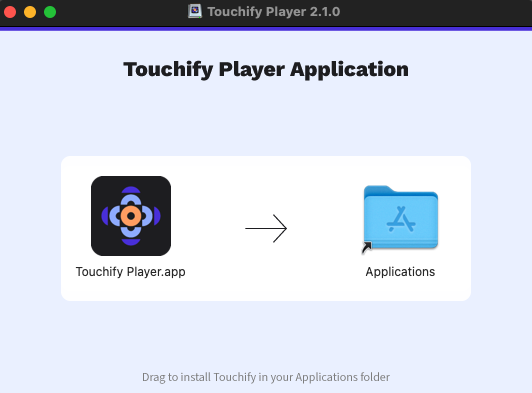 Touchify Player 2.1.0
Touchify Player Application
Touchify Player.app
Applications
Drag to install Touchify in your Applications folder